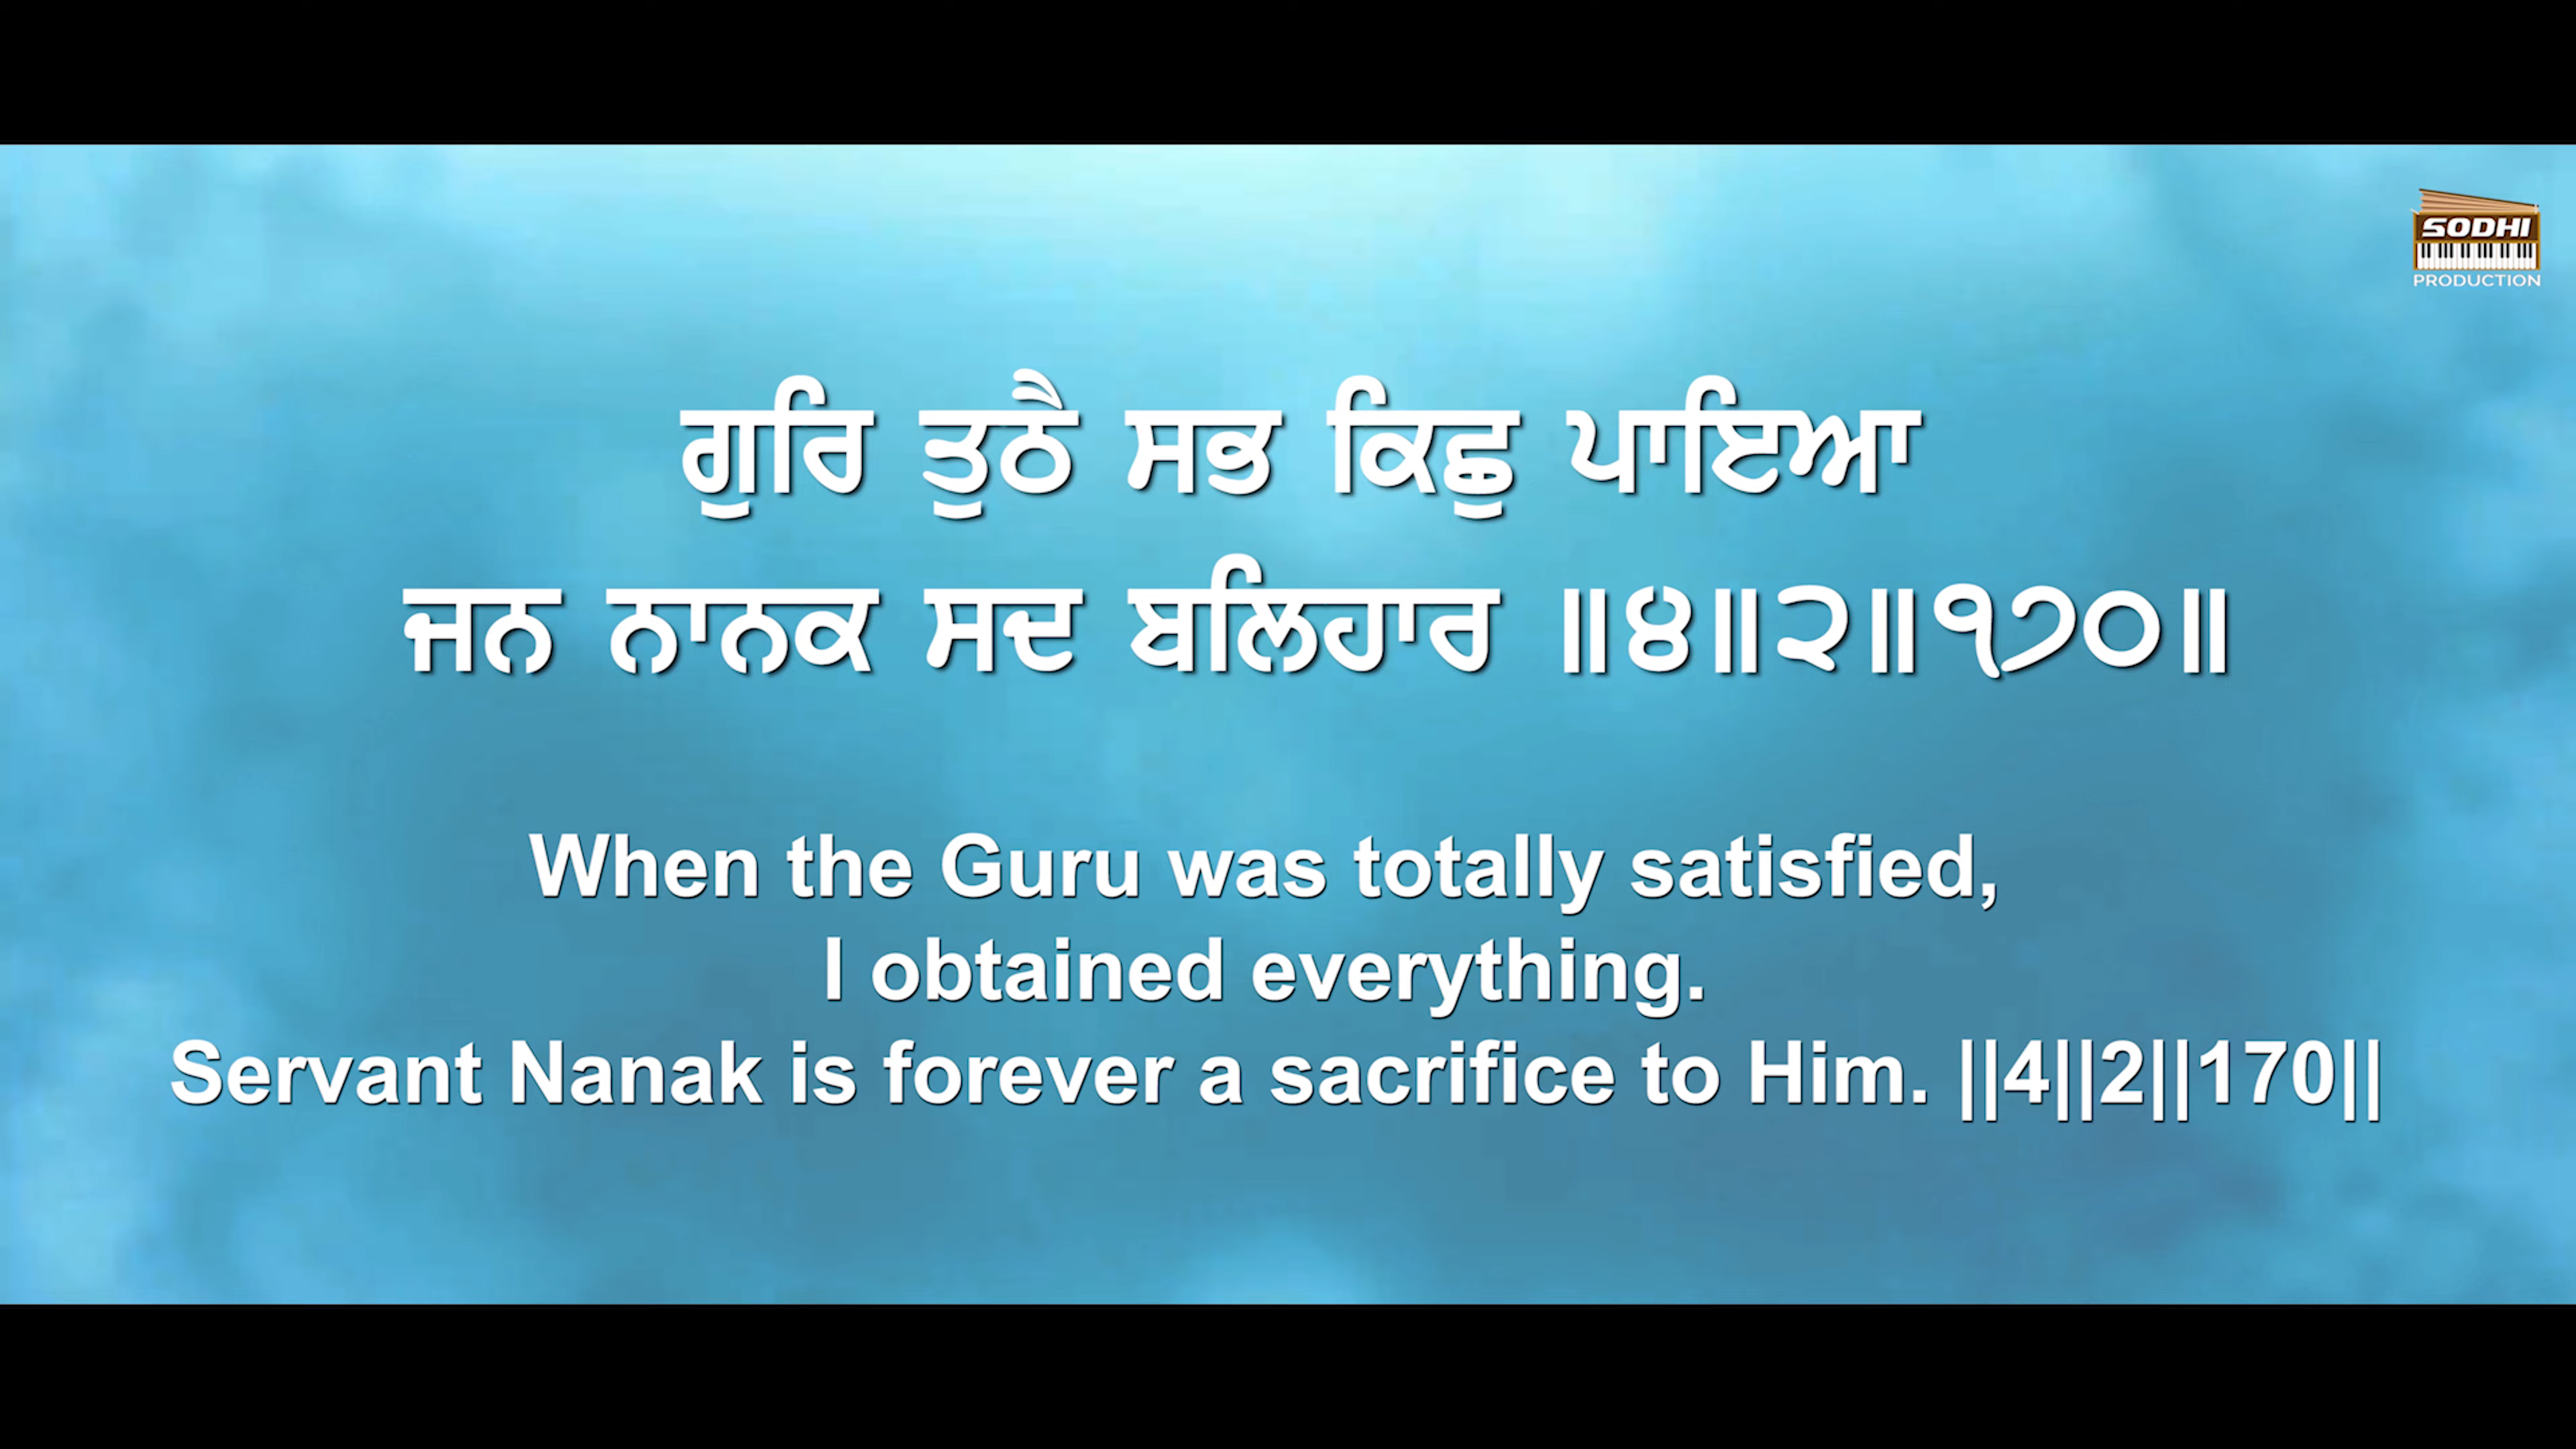 SODHI
PRODUCTION
ਗੁਰਿ ਤੁਠੈ ਸਭ ਕਿਛੁ ਪਾਇਆ
ਜਨ ਨਾਨਕ ਸਦ ਬਲਿਹਾਰ ॥੪॥੨॥੧੭੦॥
When the Guru was totally satisfied,
I obtained everything.
Servant Nanak is forever a sacrifice to Him. ||4||2||170||